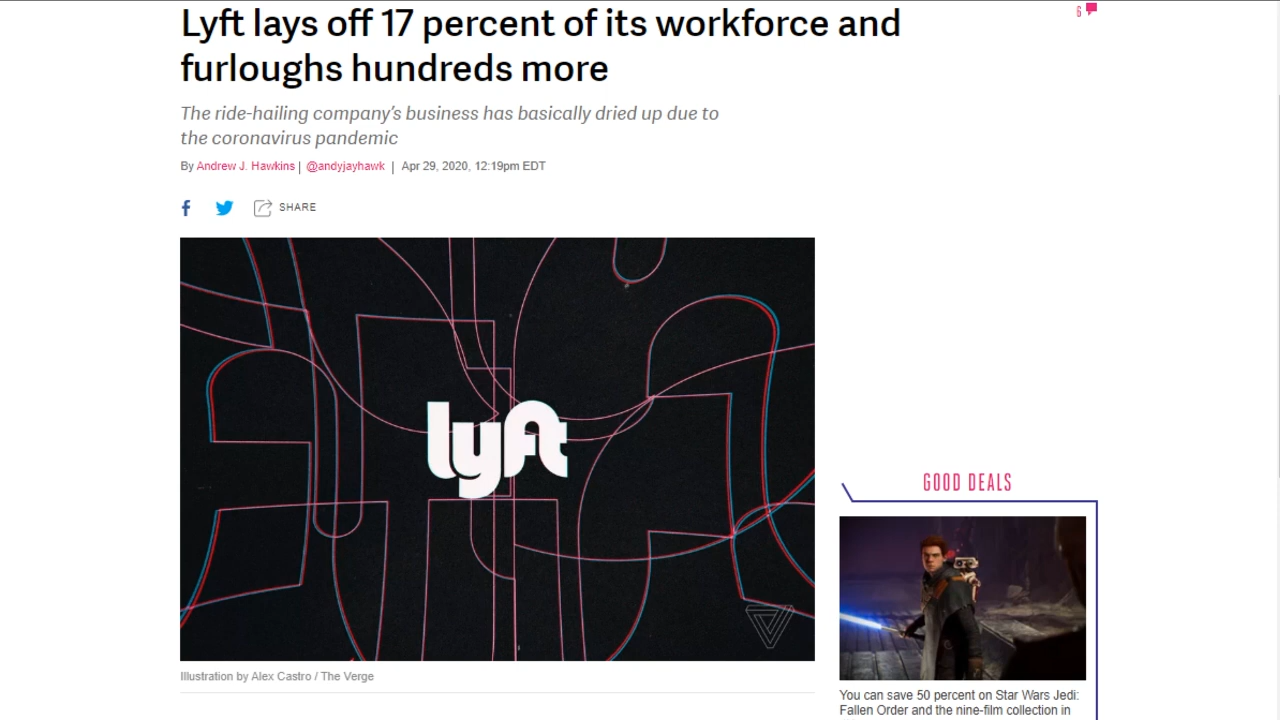 Lyft lays off 17 percent of its workforce and
furloughs hundreds more
6
The ride-hailing company's business has basically dried up due to
the coronavirus pandemic
By Andrew J. Hawkins | @andyjayhawk | Apr 29, 2020, 12:19pm EDT
SHARE
lyft
Illustration by Alex Castro / The Verge
GOOD DEALS
You can save 50 percent on Star Wars Jedi:
Fallen Order and the nine-film collection in